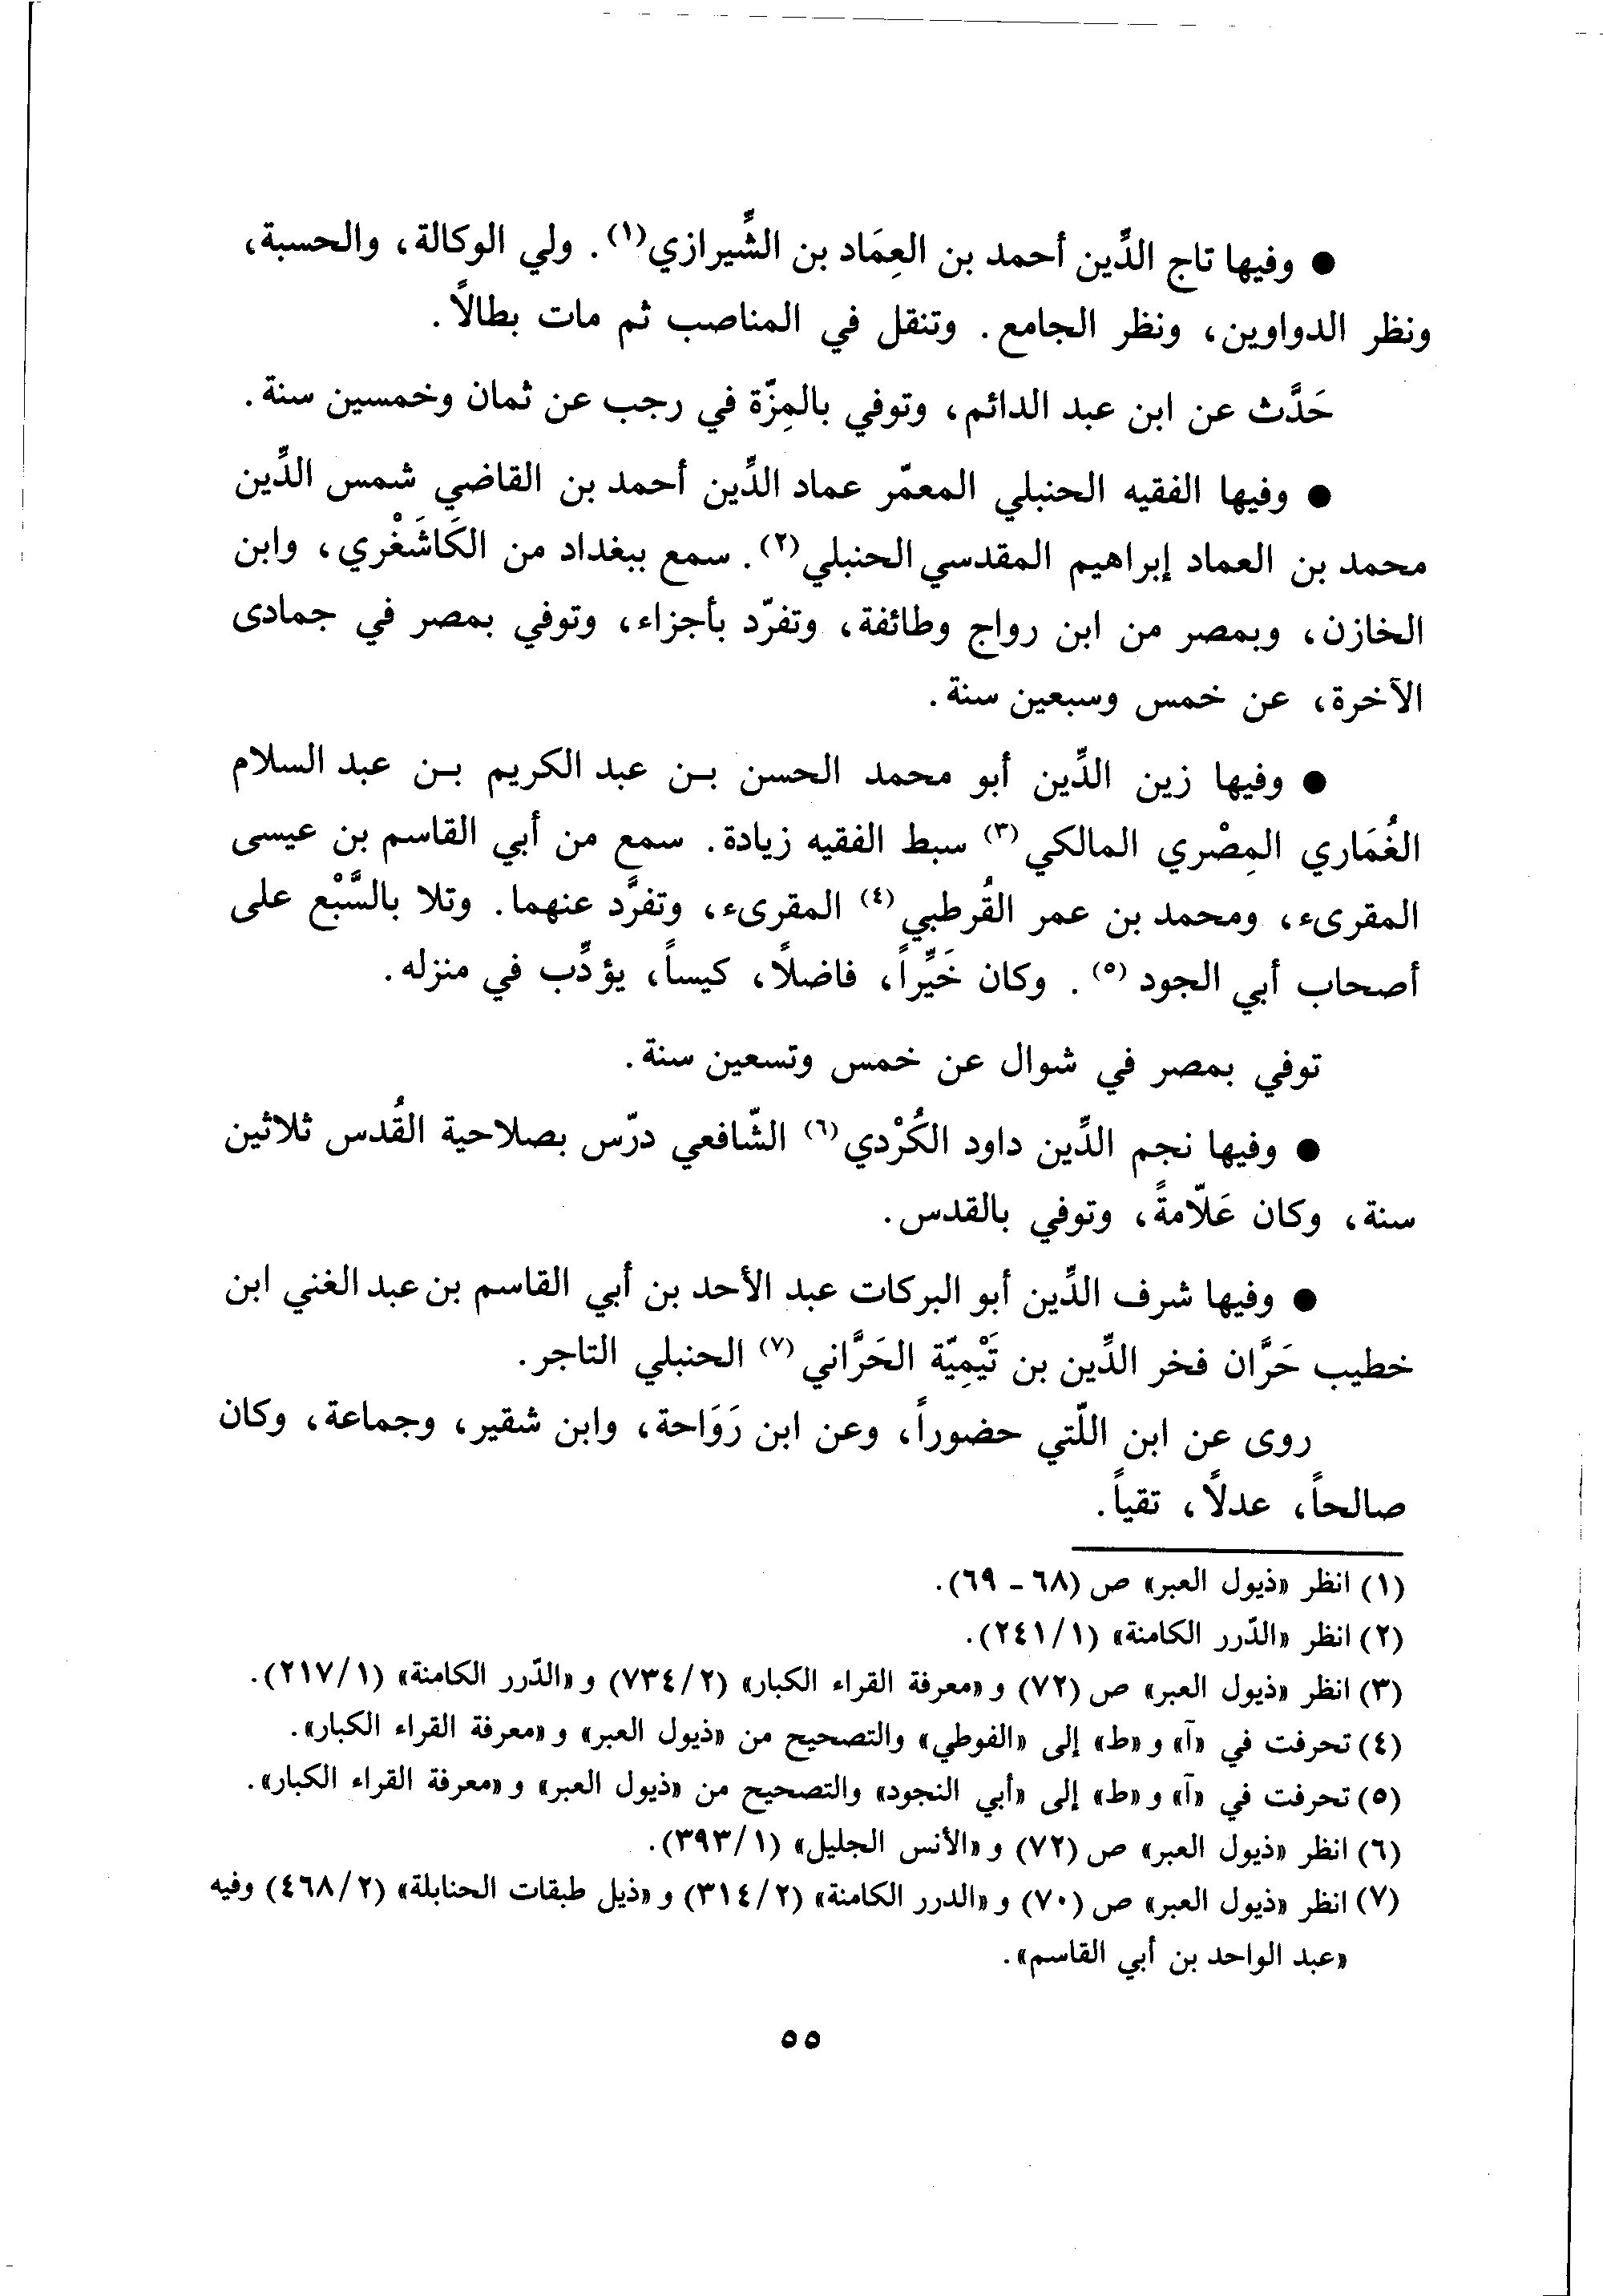 ● وفيها تاج الدِّين أحمد بن العِمَاد بن الشِّيرازي(١). ولي الوكالة، والحسبة،
ونظر الدواوين، ونظر الجامع. وتنقل في المناصب ثم مات بطالاً.
حَدَّث عن ابن عبد الدائم، وتوفي بالمِزّة في رجب عن ثمان وخمسين سنة.
● وفيها الفقيه الحنبلي المعمّر عماد الدِّين أحمد بن القاضي شمس الدِّين
محمد بن العماد إبراهيم المقدسي الحنبلي(٢). سمع ببغداد من الكَاشَغْري، وابن
الخازن، وبمصر من ابن رواج وطائفة، وتفرّد بأجزاء، وتوفي بمصر في جمادى
الآخرة، عن خمس وسبعين سنة.
● وفيها زين الدِّين أبو محمد الحسن بـن عبد الكريم بـن عبد السلام
الغُمَاري المِصْري المالكي(٣) سبط الفقيه زيادة. سمع من أبي القاسم بن عيسى
المقرىء، ومحمد بن عمر القُرطبي(٤) المقرىء، وتفرَّد عنهما. وتلا بالسَّبْع على
أصحاب أبي الجود(٥). وكان خَيِّراً، فاضلاً، كيساً، يؤدِّب في منزله.
توفي بمصر في شوال عن خمس وتسعين سنة.
● وفيها نجم الدِّين داود الكُرْدي(٦) الشّافعي درّس بصلاحية القُدس ثلاثين
سنة، وكان عَلاّمةً، وتوفي بالقدس.
● وفيها شرف الدِّين أبو البركات عبد الأحد بن أبي القاسم بن عبد الغني ابن
خطيب حَرَّان فخر الدِّين بن تَيْمِيّة الحَرَّاني(٧) الحنبلي التاجر.
روى عن ابن اللّتي حضوراً، وعن ابن رَوَاحة، وابن شقير، وجماعة، وكان
صالحاً، عدلاً، تقياً.
(١) انظر «ذيول العبر» ص (٦٨ - ٦٩).
(٢) انظر «الدّرر الكامنة» (٢٤١/١).
(٣) انظر «ذيول العبر» ص (٧٢) و «معرفة القراء الكبار» (٧٣٤/٢) و «الدّرر الكامنة» (٢١٧/١).
(٤) تحرفت في «آ» و «ط» إلى «الفوطي» والتصحيح من «ذيول العبر» و «معرفة القراء الكبار».
(٥) تحرفت في «آ» و «ط» إلى «أبي النجود» والتصحيح من «ذيول العبر» و «معرفة القراء الكبار».
(٦) انظر «ذيول العبر» ص (٧٢) و «الأنس الجليل» (٣٩٣/١).
(٧) انظر «ذيول العبر» ص (٧٠) و «الدرر الكامنة» (٣١٤/٢) و «ذيل طبقات الحنابلة» (٤٦٨/٢) وفيه
«عبد الواحد بن أبي القاسم».
٥٥